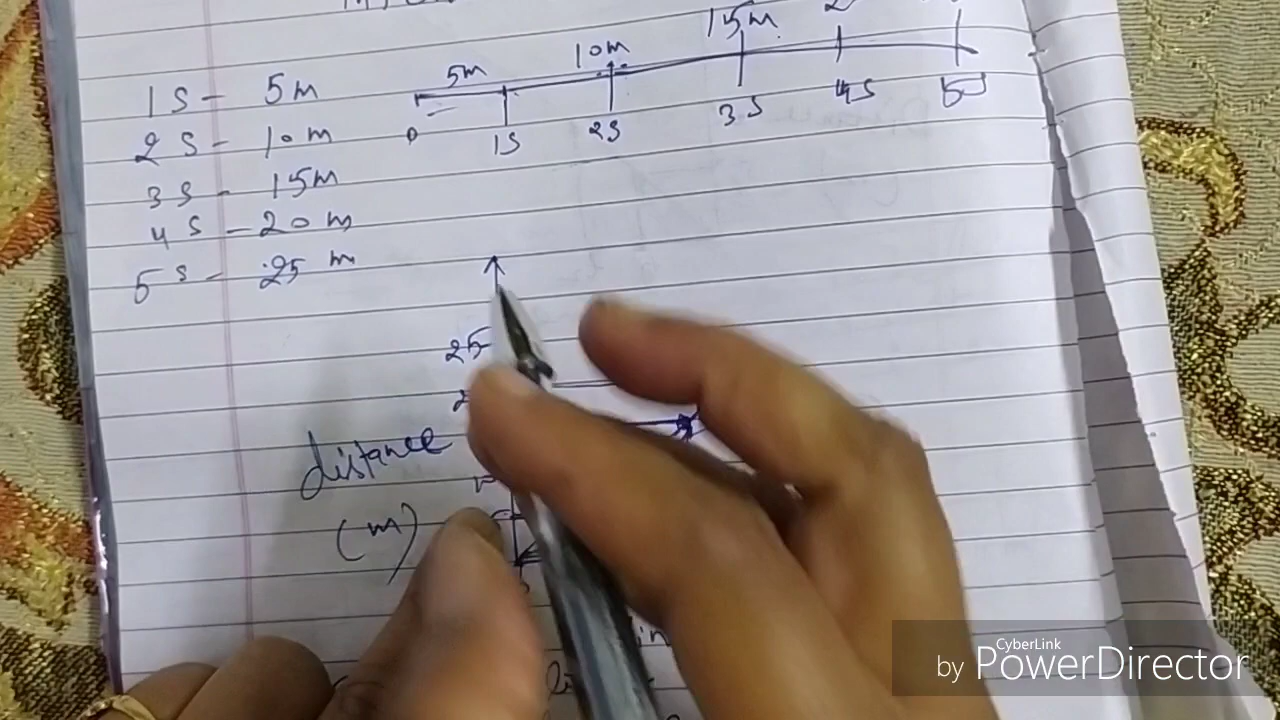 15m
5m 10m
0 1S 2S 3S 4S 5S
1S - 5m
2S - 10m
3S - 15m
4S - 20m
5S - 25 m
25
distance
(m)
CyberLink
by PowerDirector